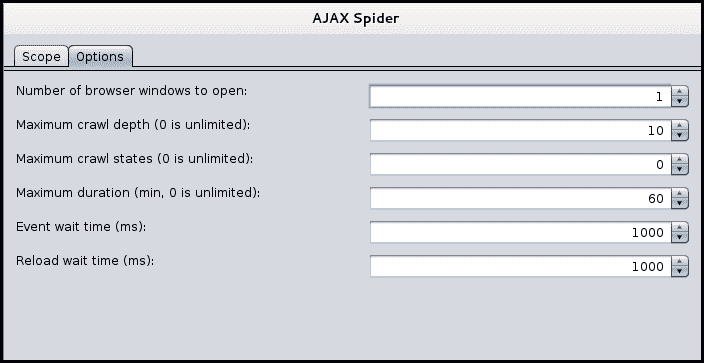 AJAX Spider
Scope Options
Number of browser windows to open: 1
Maximum crawl depth (0 is unlimited): 10
Maximum crawl states (0 is unlimited): 0
Maximum duration (min, 0 is unlimited): 60
Event wait time (ms): 1000
Reload wait time (ms): 1000